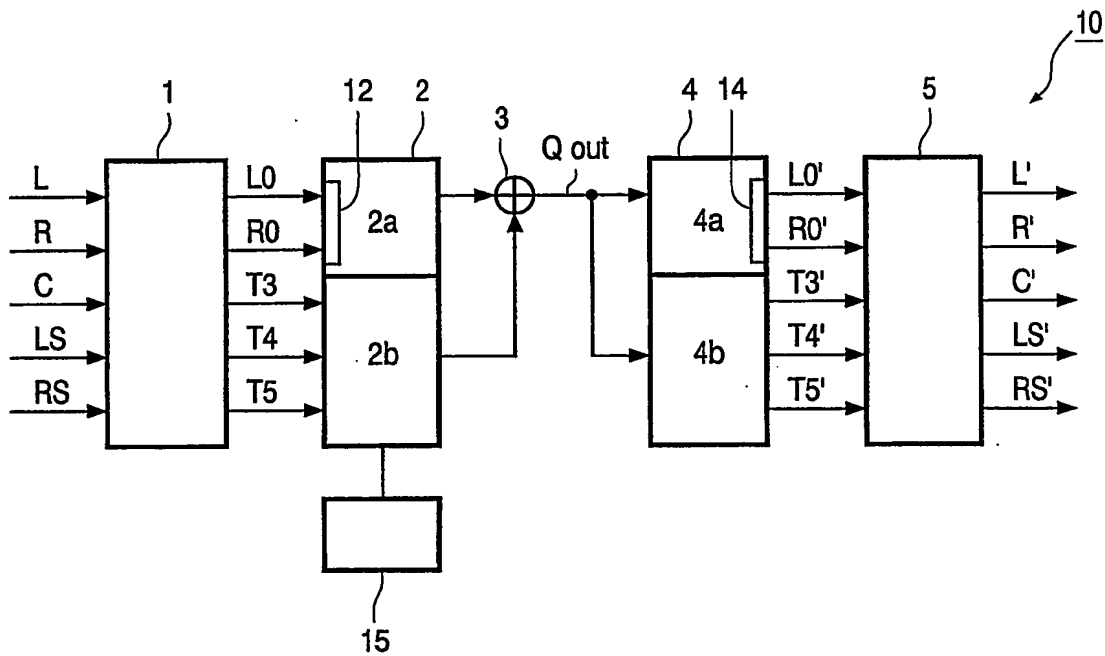 10
1 12 2 3 4 14 5
Q out
L L0 L0' L'
R R0 2a 4a R0' R'
C T3 T3' C'
LS T4 2b 4b T4' LS'
RS T5 T5' RS'
15